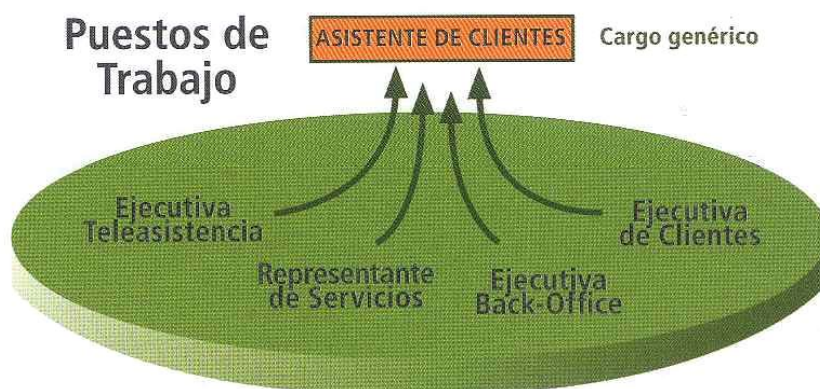 Puestos de
Trabajo
ASISTENTE DE CLIENTES
Cargo genérico
Ejecutiva
Teleasistencia
Representante
de Servicios
Ejecutiva
Back-Office
Ejecutiva
de Clientes